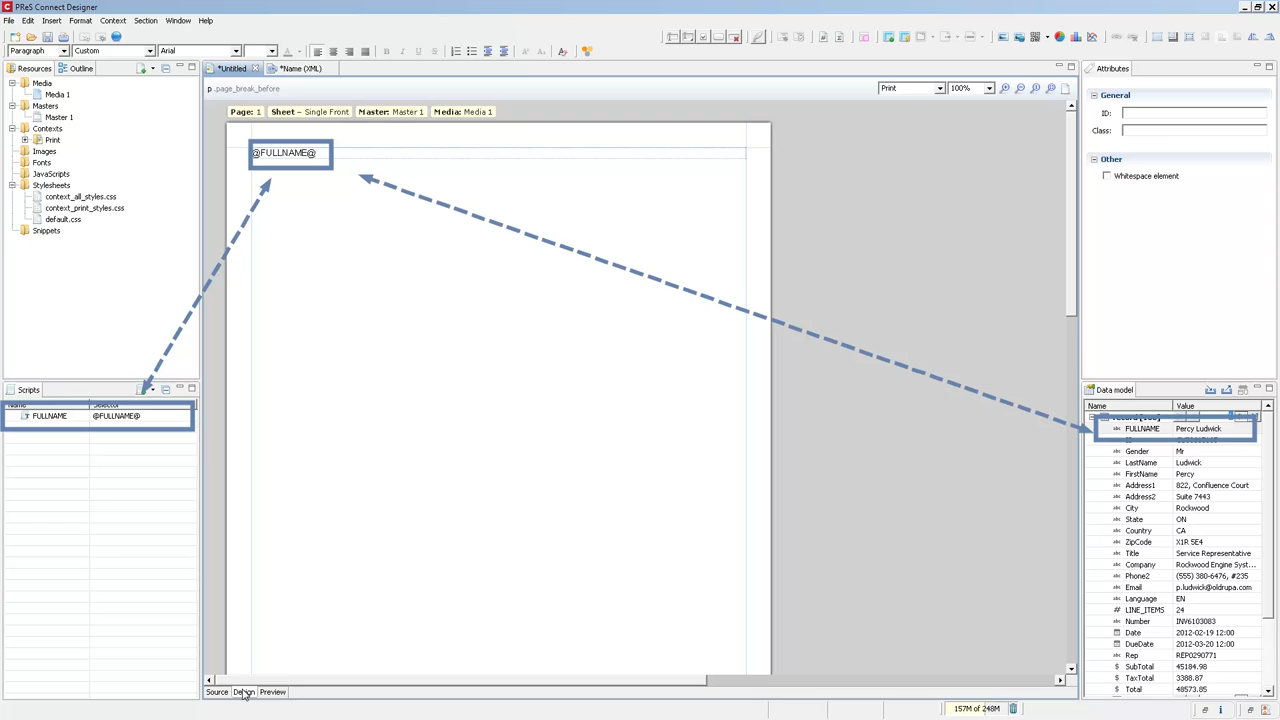 PReS Connect Designer
File Edit Insert Format Context Section Window Help
Paragraph Custom Arial
Resources Outline
Media
Media 1
Masters
Master 1
Contexts
Print
Images
Fonts
JavaScripts
Stylesheets
context_all_styles.css
context_print_styles.css
default.css
Snippets
Scripts
Name Selector
FULLNAME @FULLNAME@
*Untitled *Name (XML)
p .page_break_before
Print 100%
Page: 1 Sheet – Single Front Master: Master 1 Media: Media 1
@FULLNAME@
Source Design Preview
Attributes
General
ID:
Class:
Other
Whitespace element
Data model
Name Value
FULLNAME Percy Ludwick
Gender Mr
LastName Ludwick
FirstName Percy
Address1 822, Confluence Court
Address2 Suite 7443
City Rockwood
State ON
Country CA
ZipCode X1R 5E4
Title Service Representative
Company Rockwood Engine Syst...
Phone2 (555) 380-6476, #235
Email p.ludwick@oldrupa.com
Language EN
LINE_ITEMS 24
Number INV6103083
Date 2012-02-19 12:00
DueDate 2012-03-20 12:00
Rep REP0290771
SubTotal 45184.98
TaxTotal 3388.87
Total 48573.85
157M of 248M